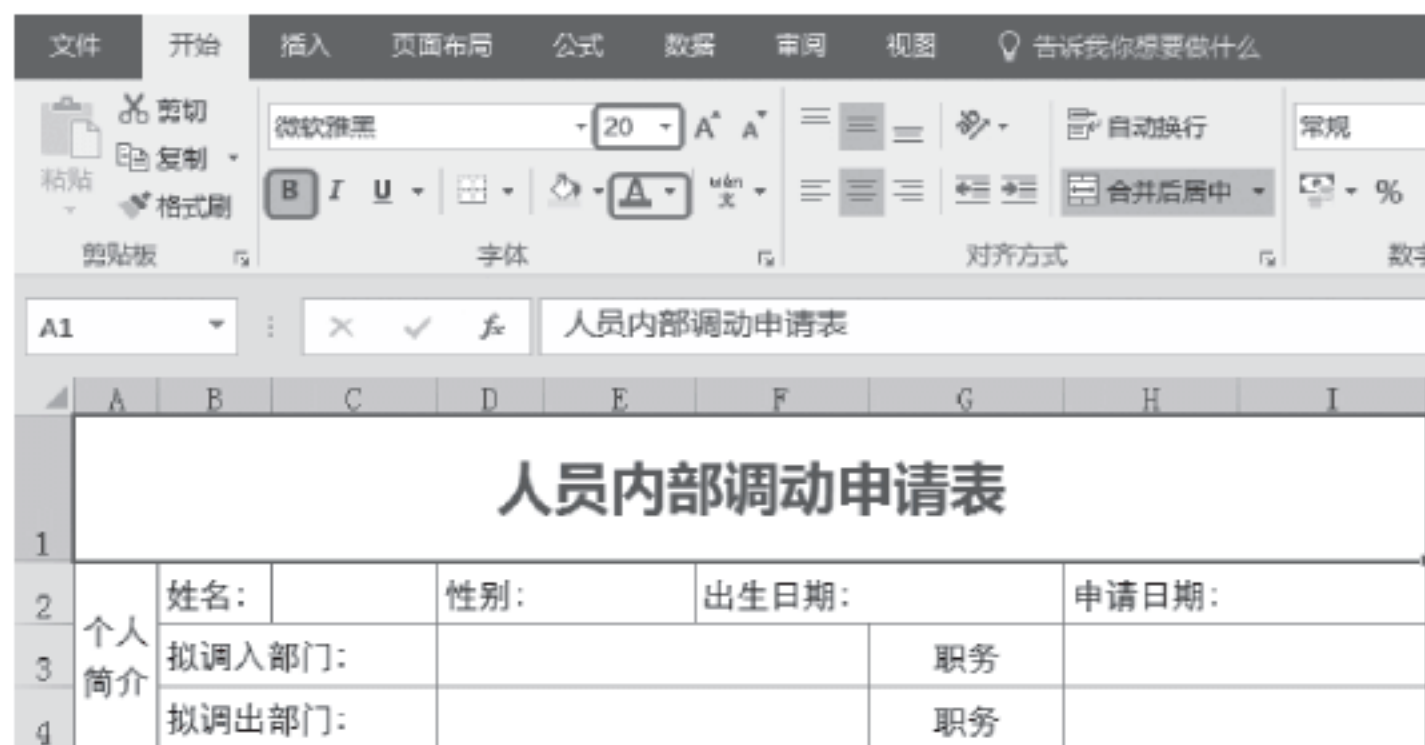 文件 开始 插入 页面布局 公式 数据 审阅 视图 告诉我你想要做什么
剪切
微软雅黑 20 A A 自动换行 常规
复制
粘贴
B I U A wén 文 合并后居中 %
格式刷
剪贴板 字体 对齐方式 数字
A1 fx 人员内部调动申请表
A B C D E F G H I
人员内部调动申请表
1
2 姓名: 性别: 出生日期: 申请日期:
个人
简介
3 拟调入部门: 职务
4 拟调出部门: 职务